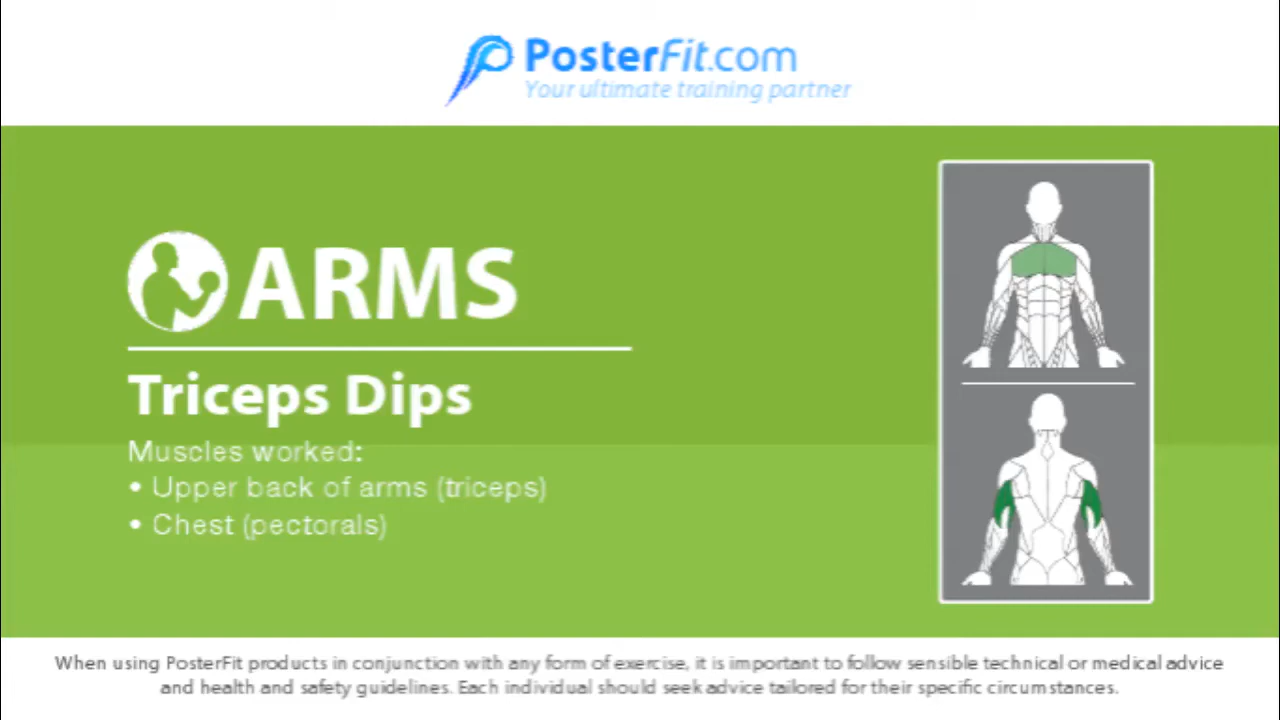 PosterFit.com
Your ultimate training partner
ARMS
Triceps Dips
Muscles worked:
• Upper back of arms (triceps)
• Chest (pectorals)
When using PosterFit products in conjunction with any form of exercise, it is important to follow sensible technical or medical advice
and health and safety guidelines. Each individual should seek advice tailored for their specific circumstances.